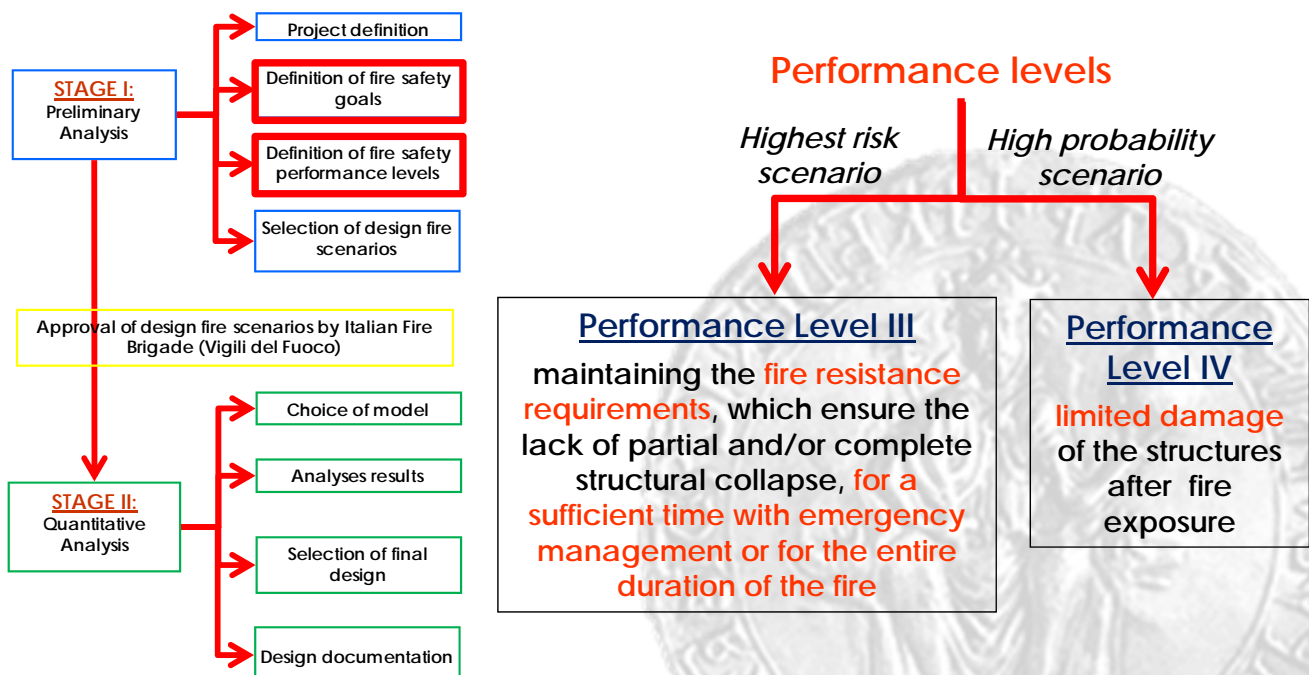 Project definition
STAGE I:
Preliminary
Analysis
Definition of fire safety
goals
Definition of fire safety
performance levels
Selection of design fire
scenarios
Approval of design fire scenarios by Italian Fire
Brigade (Vigili del Fuoco)
Choice of model
STAGE II:
Quantitative
Analysis
Analyses results
Selection of final
design
Design documentation
Performance levels
Highest risk
scenario
High probability
scenario
Performance Level III
maintaining the fire resistance
requirements, which ensure the
lack of partial and/or complete
structural collapse, for a
sufficient time with emergency
management or for the entire
duration of the fire
Performance
Level IV
limited damage
of the structures
after fire
exposure